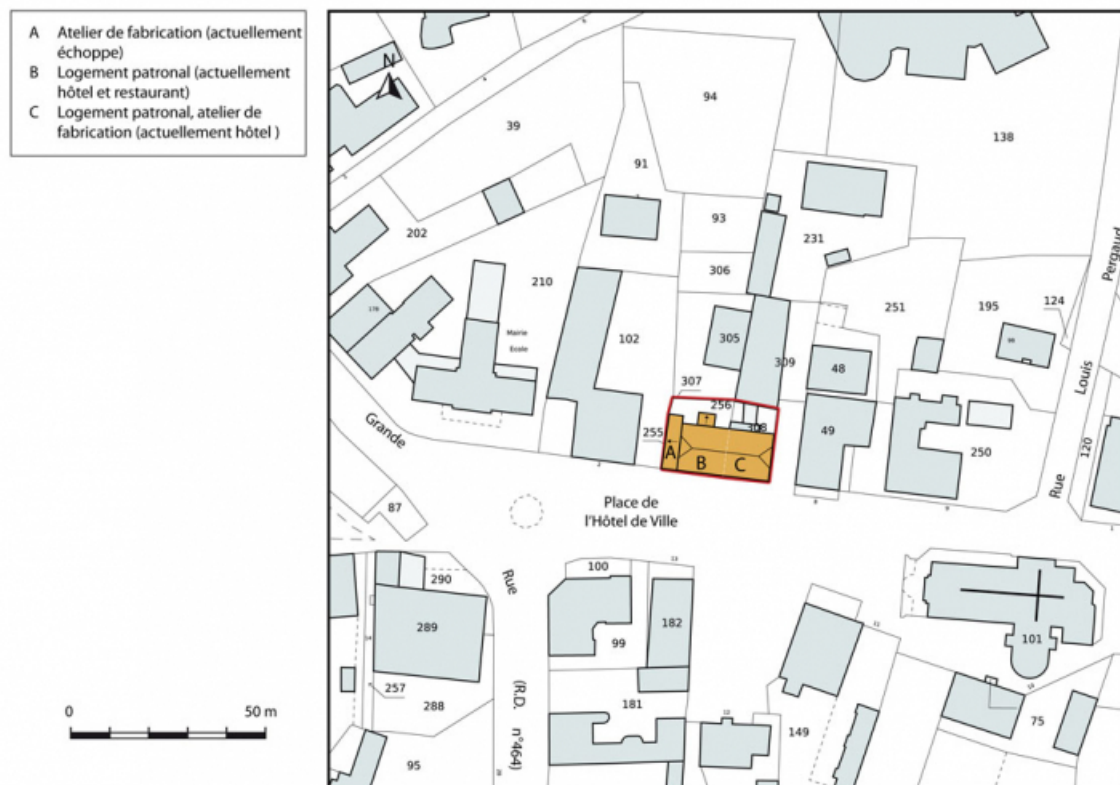 A Atelier de fabrication (actuellement
échoppe)
B Logement patronal (actuellement
hôtel et restaurant)
C Logement patronal, atelier de
fabrication (actuellement hôtel )
N
94
39
138
91
93
202
231
306
210
251
195
124
Pergaud
178
Mairie
Ecole
102
305
309
48
Louis
307
256
308
255
A
B
C
49
250
120
Grande
Rue
Place de
l'Hôtel de Ville
87
13
100
290
Rue
289
99
182
101
257
288
181
149
75
95
(R.D. n°464)
0 50 m